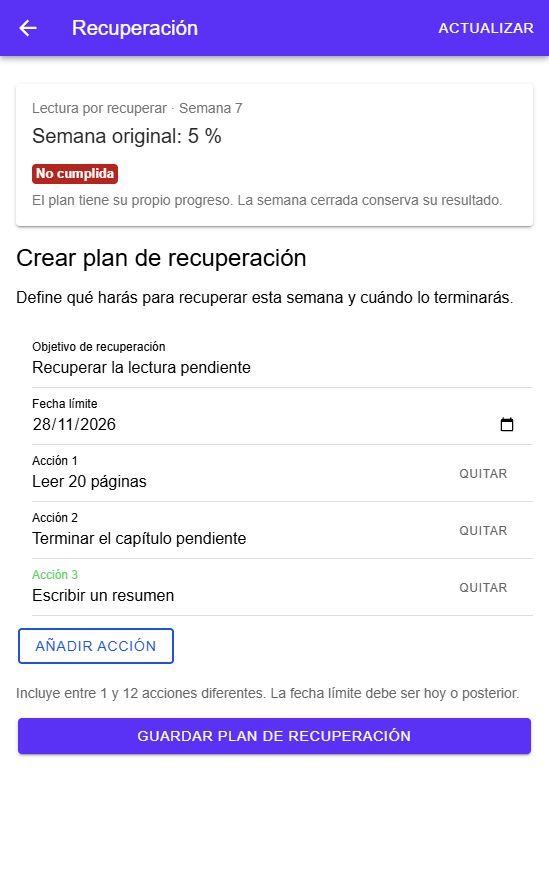 Recuperación
ACTUALIZAR
Lectura por recuperar · Semana 7
Semana original: 5 %
No cumplida
El plan tiene su propio progreso. La semana cerrada conserva su resultado.
Crear plan de recuperación
Define qué harás para recuperar esta semana y cuándo lo terminarás.
Objetivo de recuperación
Recuperar la lectura pendiente
Fecha límite
28/11/2026
Acción 1
Leer 20 páginas
QUITAR
Acción 2
Terminar el capítulo pendiente
QUITAR
Acción 3
Escribir un resumen
QUITAR
AÑADIR ACCIÓN
Incluye entre 1 y 12 acciones diferentes. La fecha límite debe ser hoy o posterior.
GUARDAR PLAN DE RECUPERACIÓN